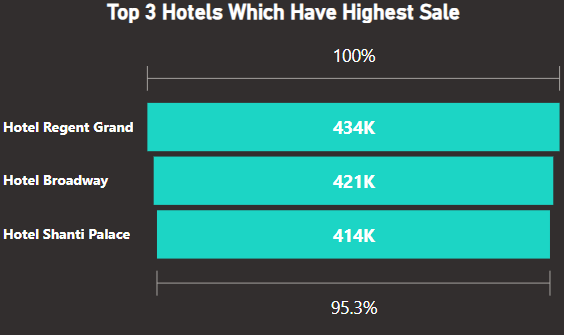 Top 3 Hotels Which Have Highest Sale
100%
Hotel Regent Grand 434K
Hotel Broadway 421K
Hotel Shanti Palace 414K
95.3%